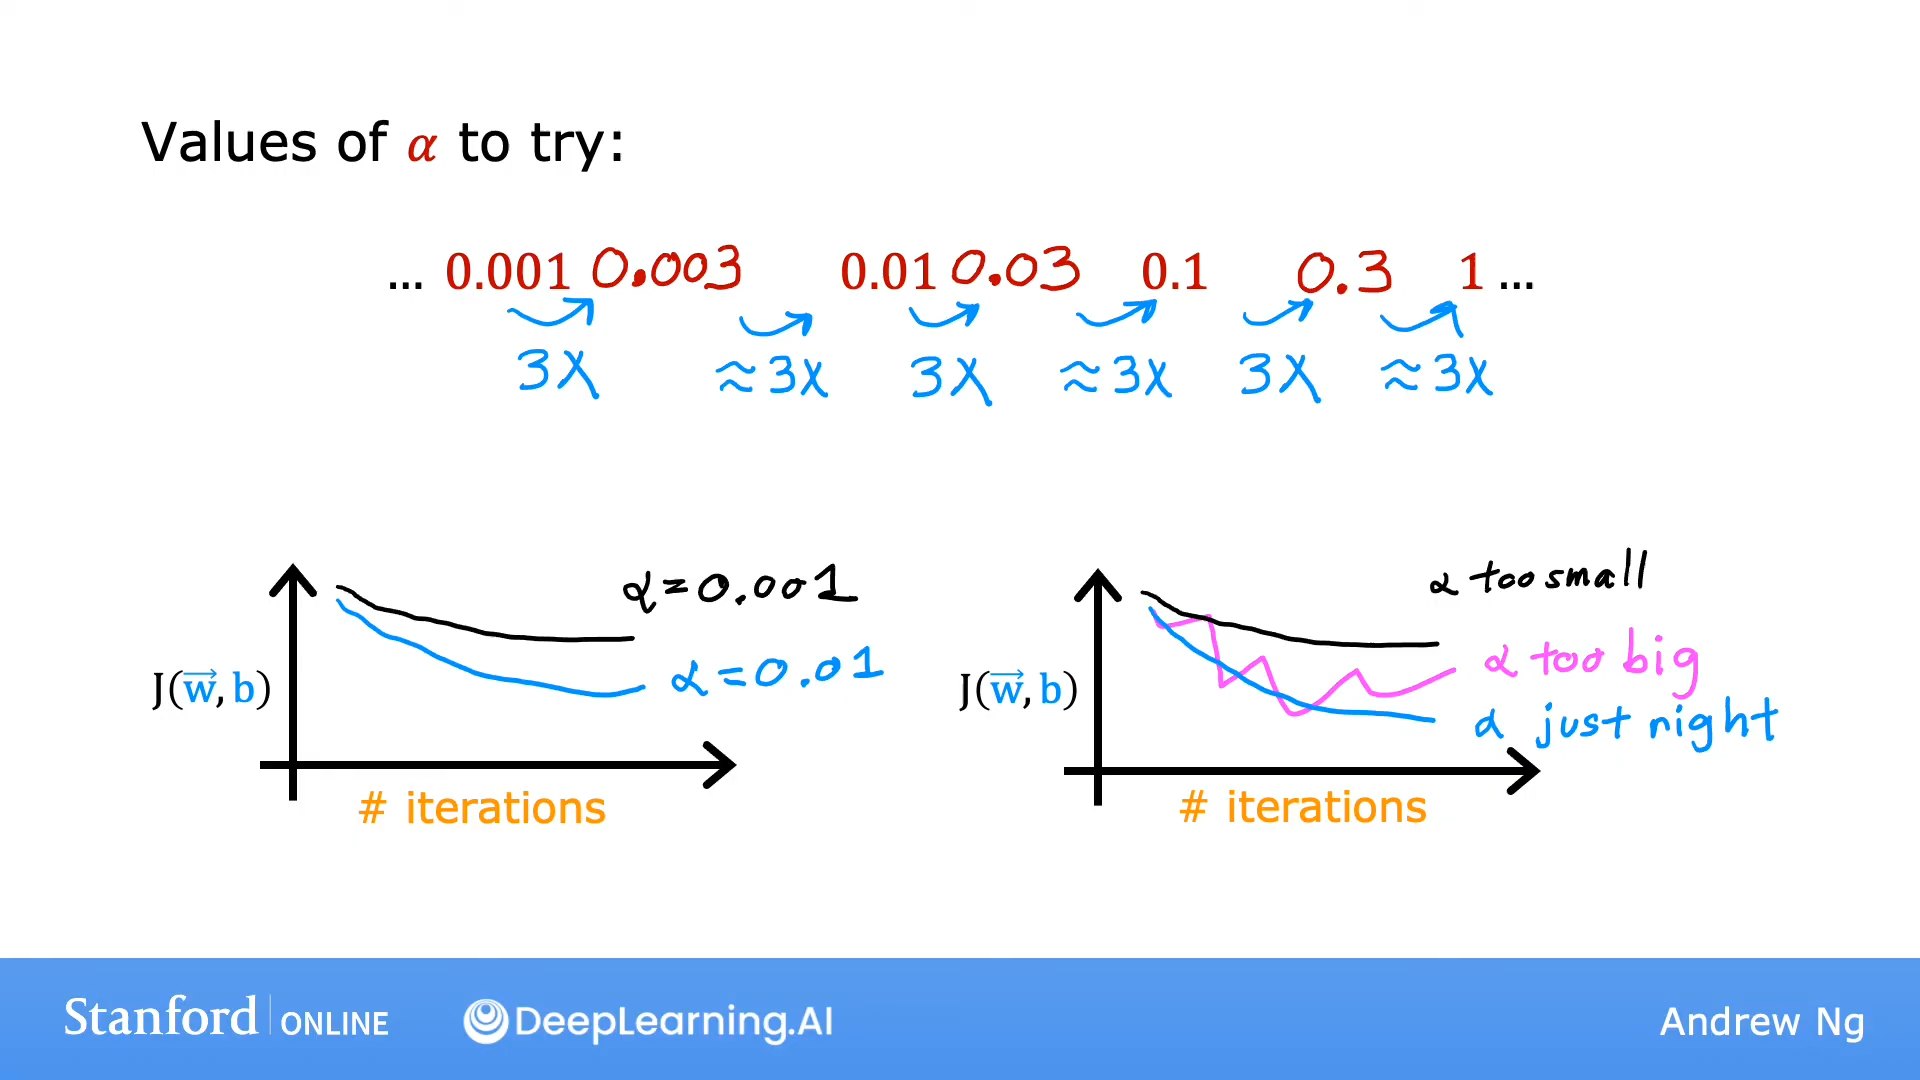 Values of α to try:
... 0.001 0.003 0.01 0.03 0.1 0.3 1 ...
3X ≈ 3X 3X ≈ 3X 3X ≈ 3X
α = 0.001
α = 0.01
J(w⃗, b)
# iterations
α too small
α too big
α just right
J(w⃗, b)
# iterations
Stanford | ONLINE DeepLearning.AI Andrew Ng